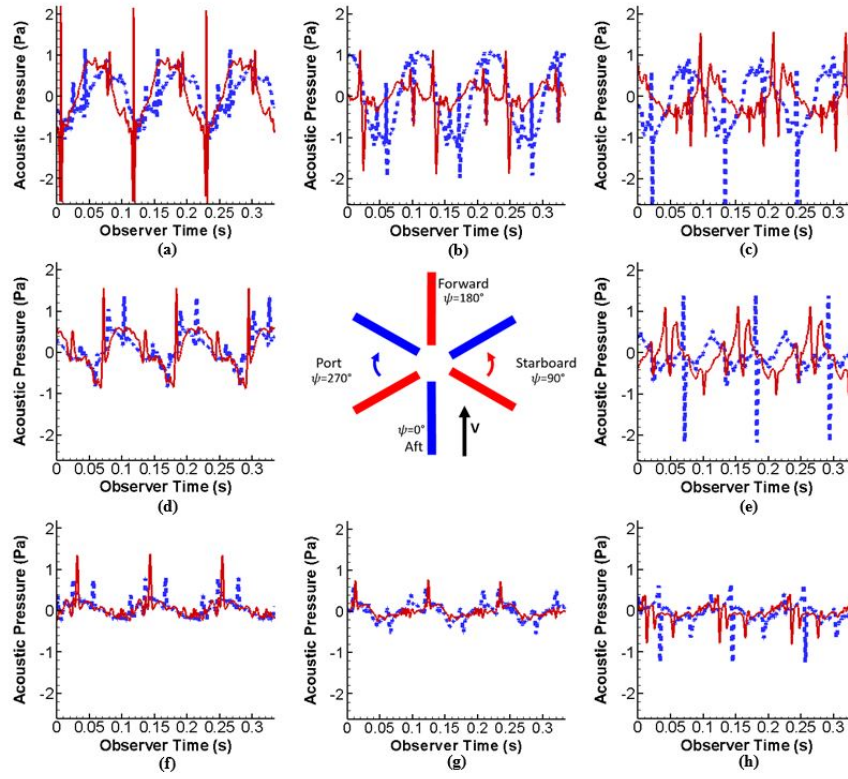 Acoustic Pressure (Pa)
2
1
0
-1
-2
0 0.05 0.1 0.15 0.2 0.25 0.3
Observer Time (s)
(a)
Acoustic Pressure (Pa)
2
1
0
-1
-2
0 0.05 0.1 0.15 0.2 0.25 0.3
Observer Time (s)
(b)
Acoustic Pressure (Pa)
2
1
0
-1
-2
0 0.05 0.1 0.15 0.2 0.25 0.3
Observer Time (s)
(c)
Acoustic Pressure (Pa)
2
1
0
-1
-2
0 0.05 0.1 0.15 0.2 0.25 0.3
Observer Time (s)
(d)
Forward
ψ=180°
Port
ψ=270°
Starboard
ψ=90°
ψ=0°
Aft
V
Acoustic Pressure (Pa)
2
1
0
-1
-2
0 0.05 0.1 0.15 0.2 0.25 0.3
Observer Time (s)
(e)
Acoustic Pressure (Pa)
2
1
0
-1
-2
0 0.05 0.1 0.15 0.2 0.25 0.3
Observer Time (s)
(f)
Acoustic Pressure (Pa)
2
1
0
-1
-2
0 0.05 0.1 0.15 0.2 0.25 0.3
Observer Time (s)
(g)
Acoustic Pressure (Pa)
2
1
0
-1
-2
0 0.05 0.1 0.15 0.2 0.25 0.3
Observer Time (s)
(h)